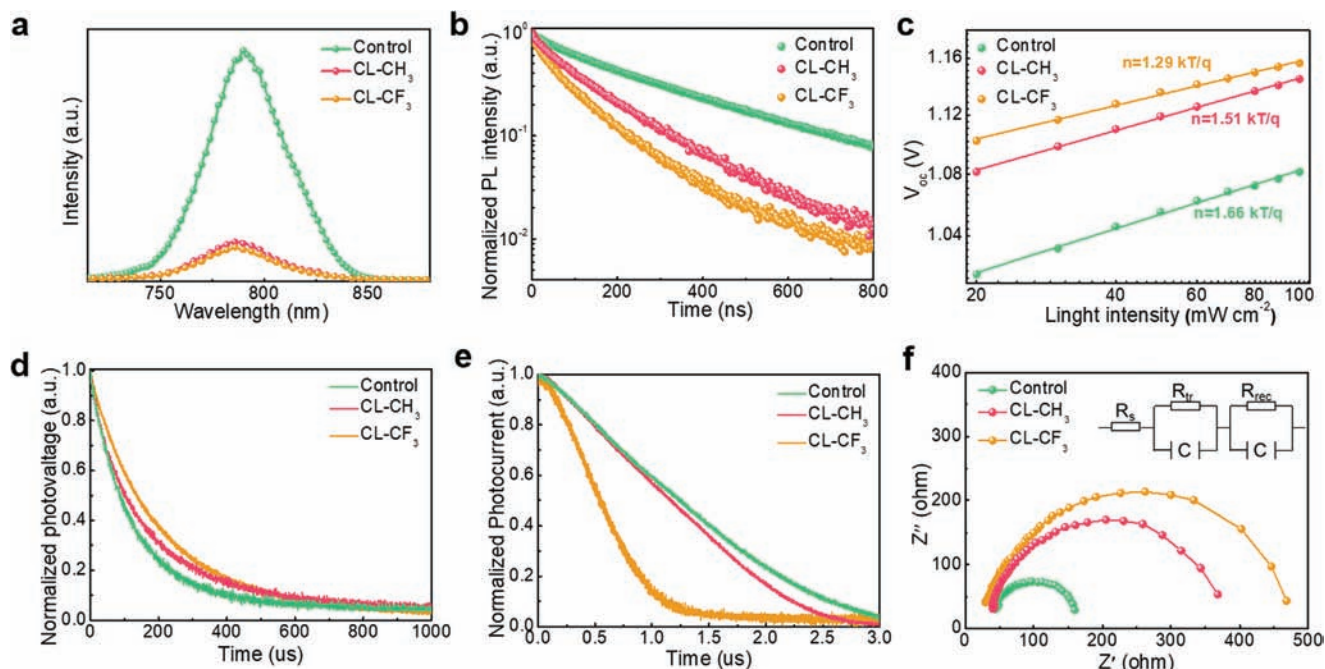 a
Intensity (a.u.)
Control
CL-CH3
CL-CF3
750
800
850
Wavelength (nm)
b
Normalized PL intensity (a.u.)
10^0
10^-1
10^-2
Control
CL-CH3
CL-CF3
0
200
400
600
800
Time (ns)
c
Voc (V)
1.16
1.12
1.08
1.04
Control
CL-CH3
CL-CF3
n=1.29 kT/q
n=1.51 kT/q
n=1.66 kT/q
20
40
60
80
100
Linght intensity (mW cm-2)
d
Normalized photovaltage (a.u.)
1.0
0.8
0.6
0.4
0.2
0.0
Control
CL-CH3
CL-CF3
0
200
400
600
800
1000
Time (us)
e
Normalized Photocurrent (a.u.)
1.0
0.8
0.6
0.4
0.2
0.0
Control
CL-CH3
CL-CF3
0.0
0.5
1.0
1.5
2.0
2.5
3.0
Time (us)
f
Z'' (ohm)
400
300
200
100
0
Control
CL-CH3
CL-CF3
Rs
Rtr
C
Rrec
C
0
100
200
300
400
500
Z' (ohm)